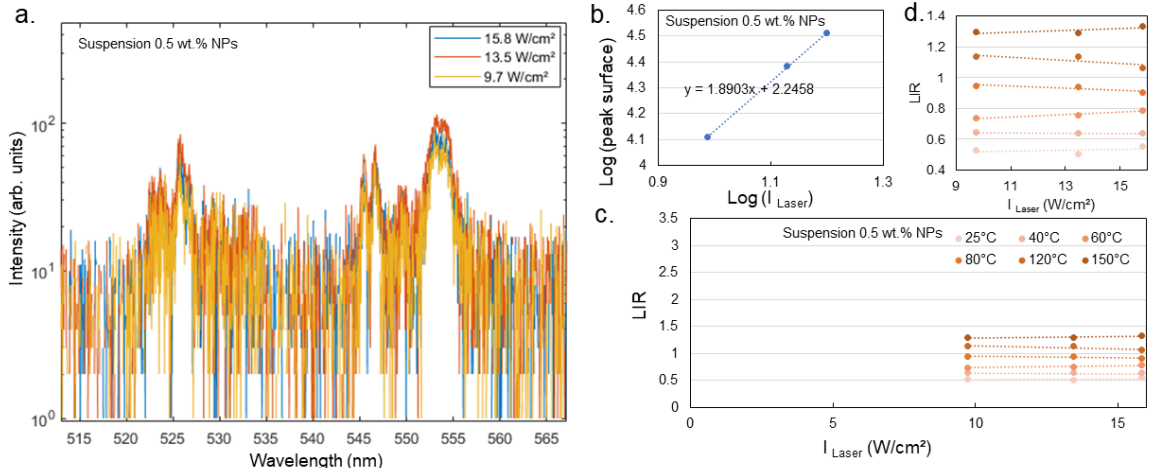 a.
Suspension 0.5 wt.% NPs
15.8 W/cm²
13.5 W/cm²
9.7 W/cm²
Intensity (arb. units)
10²
10¹
10⁰
515 520 525 530 535 540 545 550 555 560 565
Wavelength (nm)
b.
Suspension 0.5 wt.% NPs
Log (peak surface)
4.6
4.5
4.4
4.3
4.2
4.1
4
y = 1.8903x + 2.2458
0.9 1.1 1.3
Log (I Laser)
d.
LIR
1.4
1.2
1
0.8
0.6
0.4
9 11 13 15
I Laser (W/cm²)
c.
Suspension 0.5 wt.% NPs
25°C 40°C 60°C
80°C 120°C 150°C
LIR
3.5
3
2.5
2
1.5
1
0.5
0
0 5 10 15
I Laser (W/cm²)